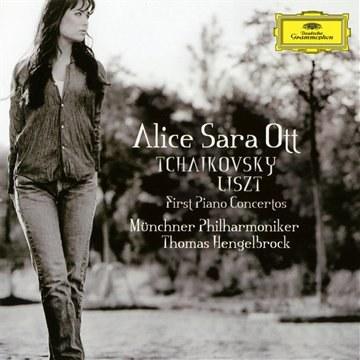 Deutsche
Grammophon
Alice Sara Ott
TCHAIKOVSKY
LISZT
First Piano Concertos
Münchner Philharmoniker
Thomas Hengelbrock